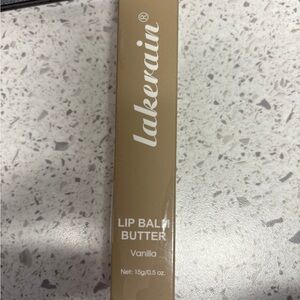 lakerain®
LIP BALM
BUTTER
Vanilla
Net: 15g/0.5 oz.